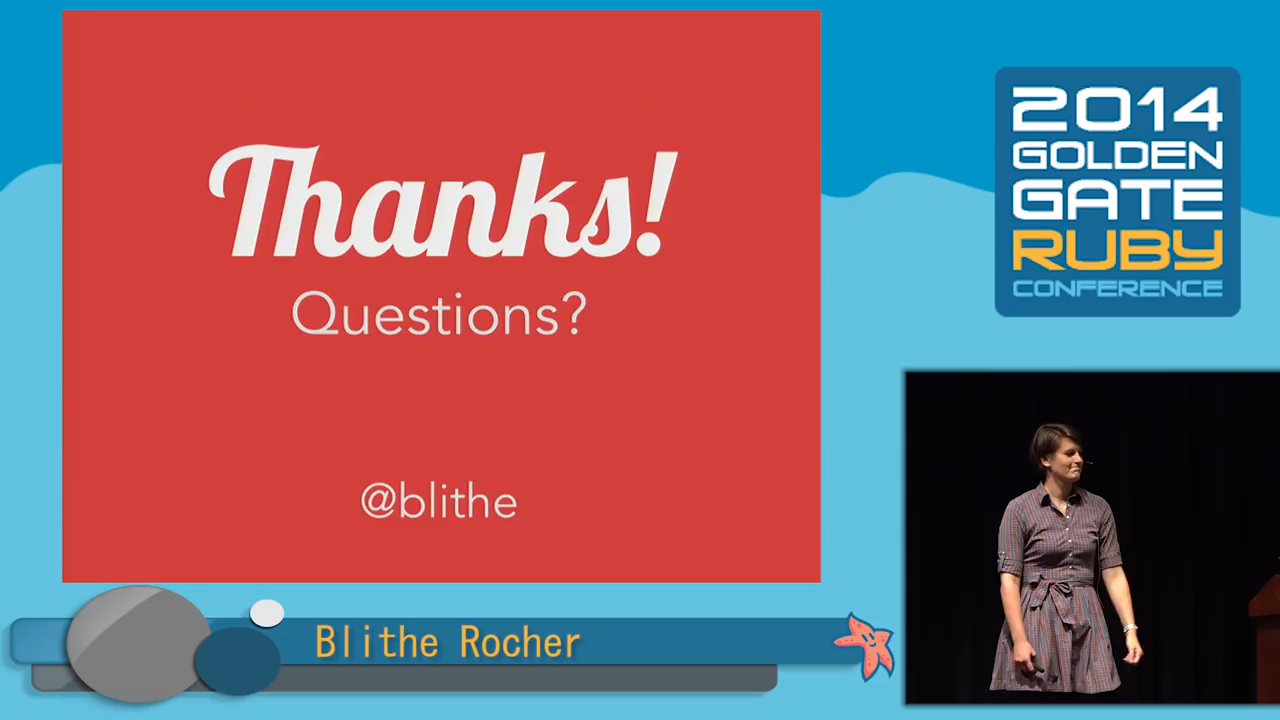 Thanks!
Questions?
@blithe
2014
GOLDEN
GATE
RUBY
CONFERENCE
Blithe Rocher